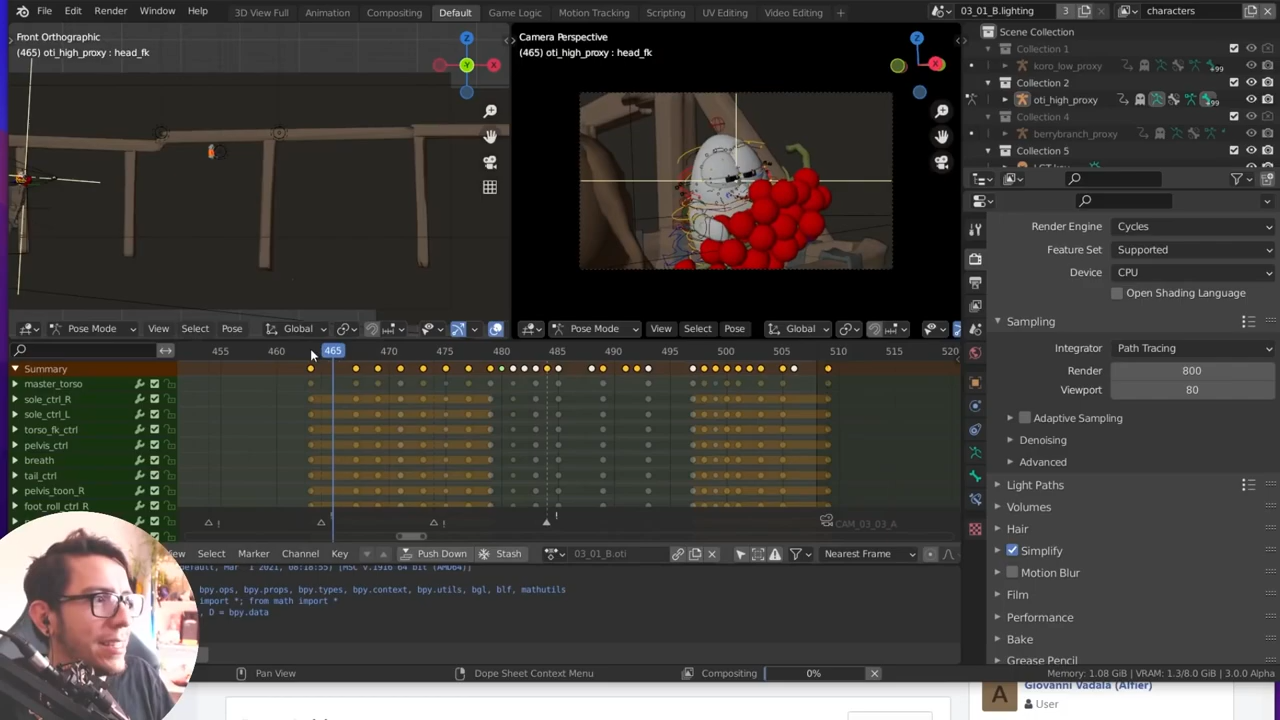 File Edit Render Window Help
3D View Full Animation Compositing Default Game Logic Motion Tracking Scripting UV Editing Video Editing +
03_01_B.lighting 3
characters
Front Orthographic
(465) oti_high_proxy : head_fk
Z
Y
X
Camera Perspective
(465) oti_high_proxy : head_fk
Z
X
Scene Collection
Collection 1
koro_low_proxy +99
Collection 2
oti_high_proxy +99
Collection 4
berrybranch_proxy
Collection 5
Render Engine Cycles
Feature Set Supported
Device CPU
Open Shading Language
Sampling
Integrator Path Tracing
Render 800
Viewport 80
Adaptive Sampling
Denoising
Advanced
Light Paths
Volumes
Hair
Simplify
Motion Blur
Film
Performance
Bake
Grease Pencil
Pose Mode View Select Pose Global
Pose Mode View Select Pose Global
455 460 465 470 475 480 485 490 495 500 505 510 515 520
Summary
master_torso
sole_ctrl_R
sole_ctrl_L
torso_fk_ctrl
pelvis_ctrl
breath
tail_ctrl
pelvis_toon_R
foot_roll_ctrl_R
CAM_03_03_A
Select Marker Channel Key Push Down Stash 03_01_B.oti Nearest Frame
bpy.ops, bpy.props, bpy.types, bpy.context, bpy.utils, bgl, blf, mathutils
import *; from math import *
, D = bpy.data
Pan View Dope Sheet Context Menu Compositing 0% Memory: 1.08 GiB | VRAM: 1.3/8.0 GiB | 3.0.0 Alpha
A
Giovanni Vadalà (Alfier)
User